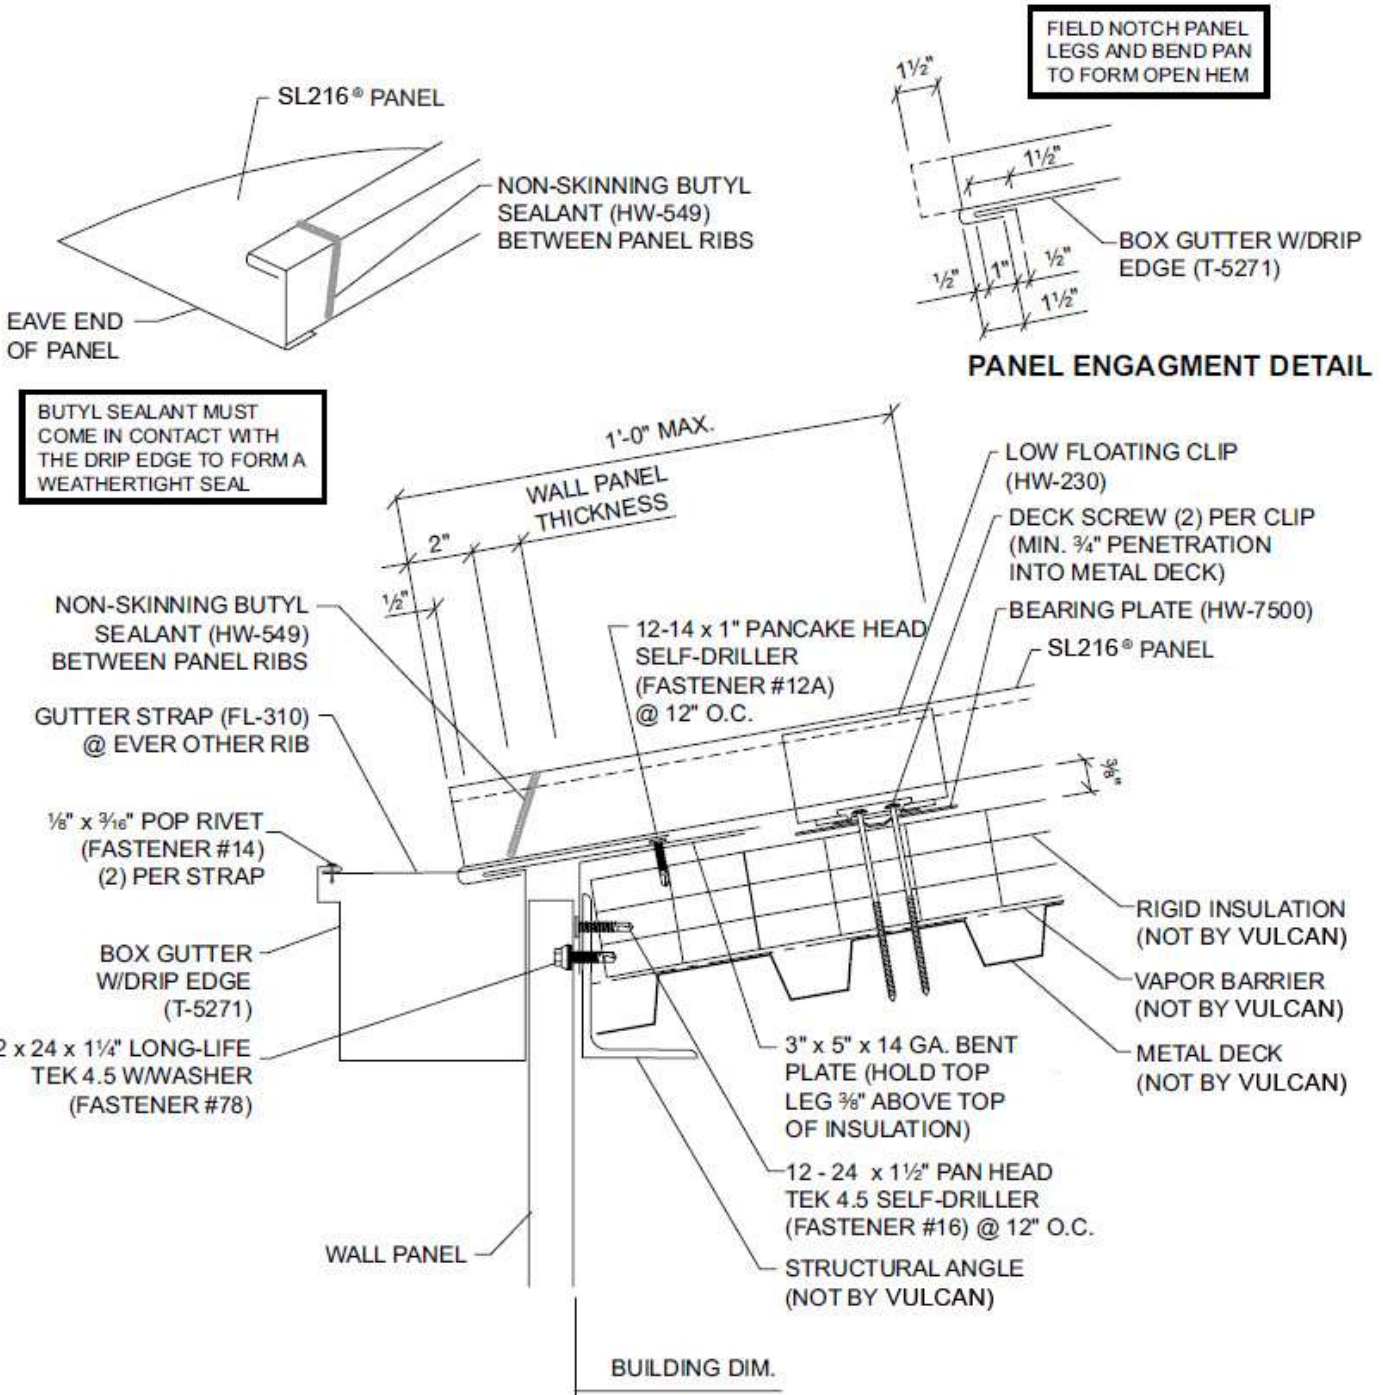 FIELD NOTCH PANEL
LEGS AND BEND PAN
TO FORM OPEN HEM
1½"
SL216® PANEL
1½"
NON-SKINNING BUTYL
SEALANT (HW-549)
BETWEEN PANEL RIBS
BOX GUTTER W/DRIP
EDGE (T-5271)
½"
1"
½"
1½"
EAVE END
OF PANEL
PANEL ENGAGMENT DETAIL
BUTYL SEALANT MUST
COME IN CONTACT WITH
THE DRIP EDGE TO FORM A
WEATHERTIGHT SEAL
1'-0" MAX.
WALL PANEL
THICKNESS
2"
½"
LOW FLOATING CLIP
(HW-230)
DECK SCREW (2) PER CLIP
(MIN. ¾" PENETRATION
INTO METAL DECK)
BEARING PLATE (HW-7500)
SL216® PANEL
NON-SKINNING BUTYL
SEALANT (HW-549)
BETWEEN PANEL RIBS
12-14 x 1" PANCAKE HEAD
SELF-DRILLER
(FASTENER #12A)
@ 12" O.C.
GUTTER STRAP (FL-310)
@ EVER OTHER RIB
⅜"
⅛" x 3⁄16" POP RIVET
(FASTENER #14)
(2) PER STRAP
RIGID INSULATION
(NOT BY VULCAN)
BOX GUTTER
W/DRIP EDGE
(T-5271)
VAPOR BARRIER
(NOT BY VULCAN)
2 x 24 x 1¼" LONG-LIFE
TEK 4.5 W/WASHER
(FASTENER #78)
3" x 5" x 14 GA. BENT
PLATE (HOLD TOP
LEG ⅜" ABOVE TOP
OF INSULATION)
METAL DECK
(NOT BY VULCAN)
12 - 24 x 1½" PAN HEAD
TEK 4.5 SELF-DRILLER
(FASTENER #16) @ 12" O.C.
WALL PANEL
STRUCTURAL ANGLE
(NOT BY VULCAN)
BUILDING DIM.